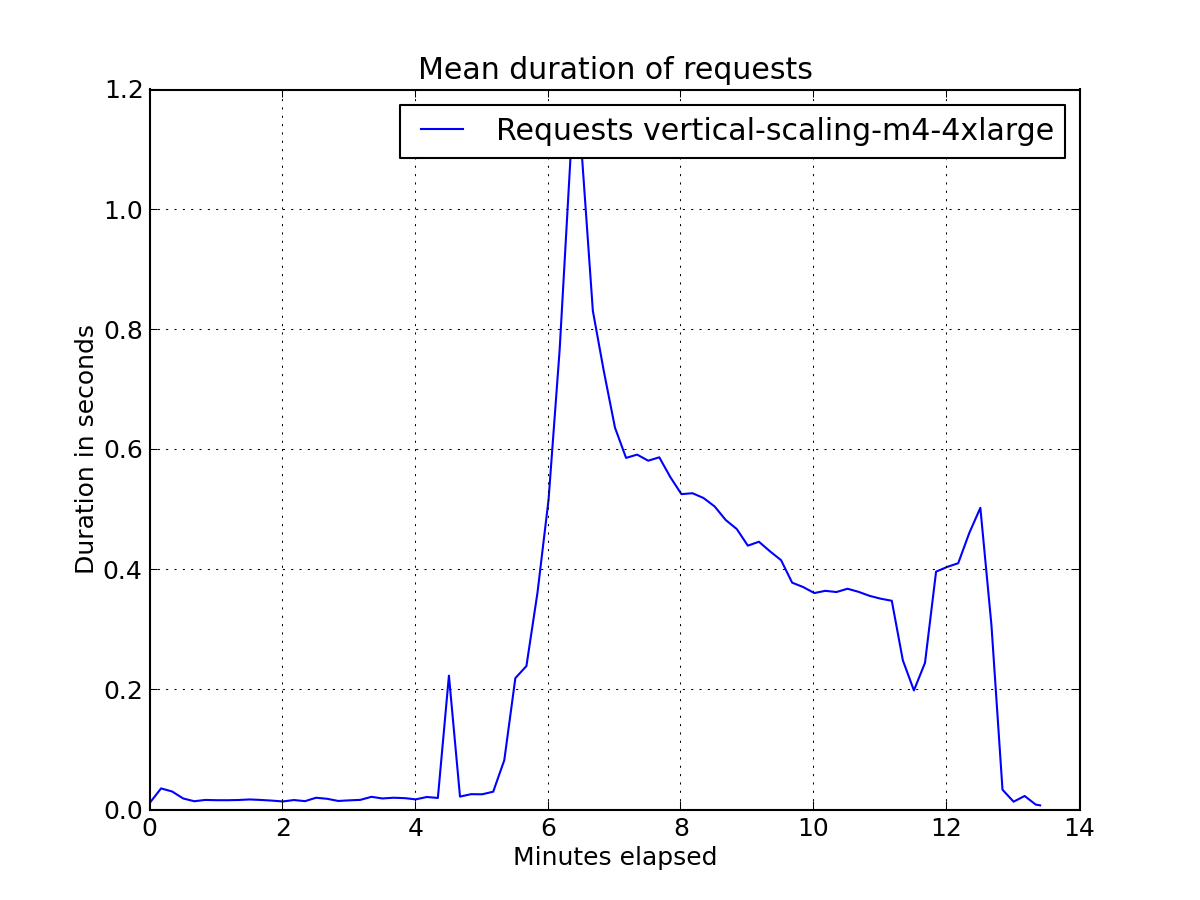 Mean duration of requests
Requests vertical-scaling-m4-4xlarge
1.2
1.0
0.8
0.6
0.4
0.2
0.0
Duration in seconds
0 2 4 6 8 10 12 14
Minutes elapsed